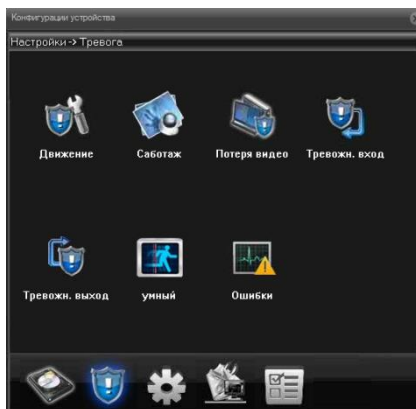 Конфигурации устройства
Настройки -> Тревога
Движение
Саботаж
Потеря видео
Тревожн. вход
Тревожн. выход
умный
Ошибки